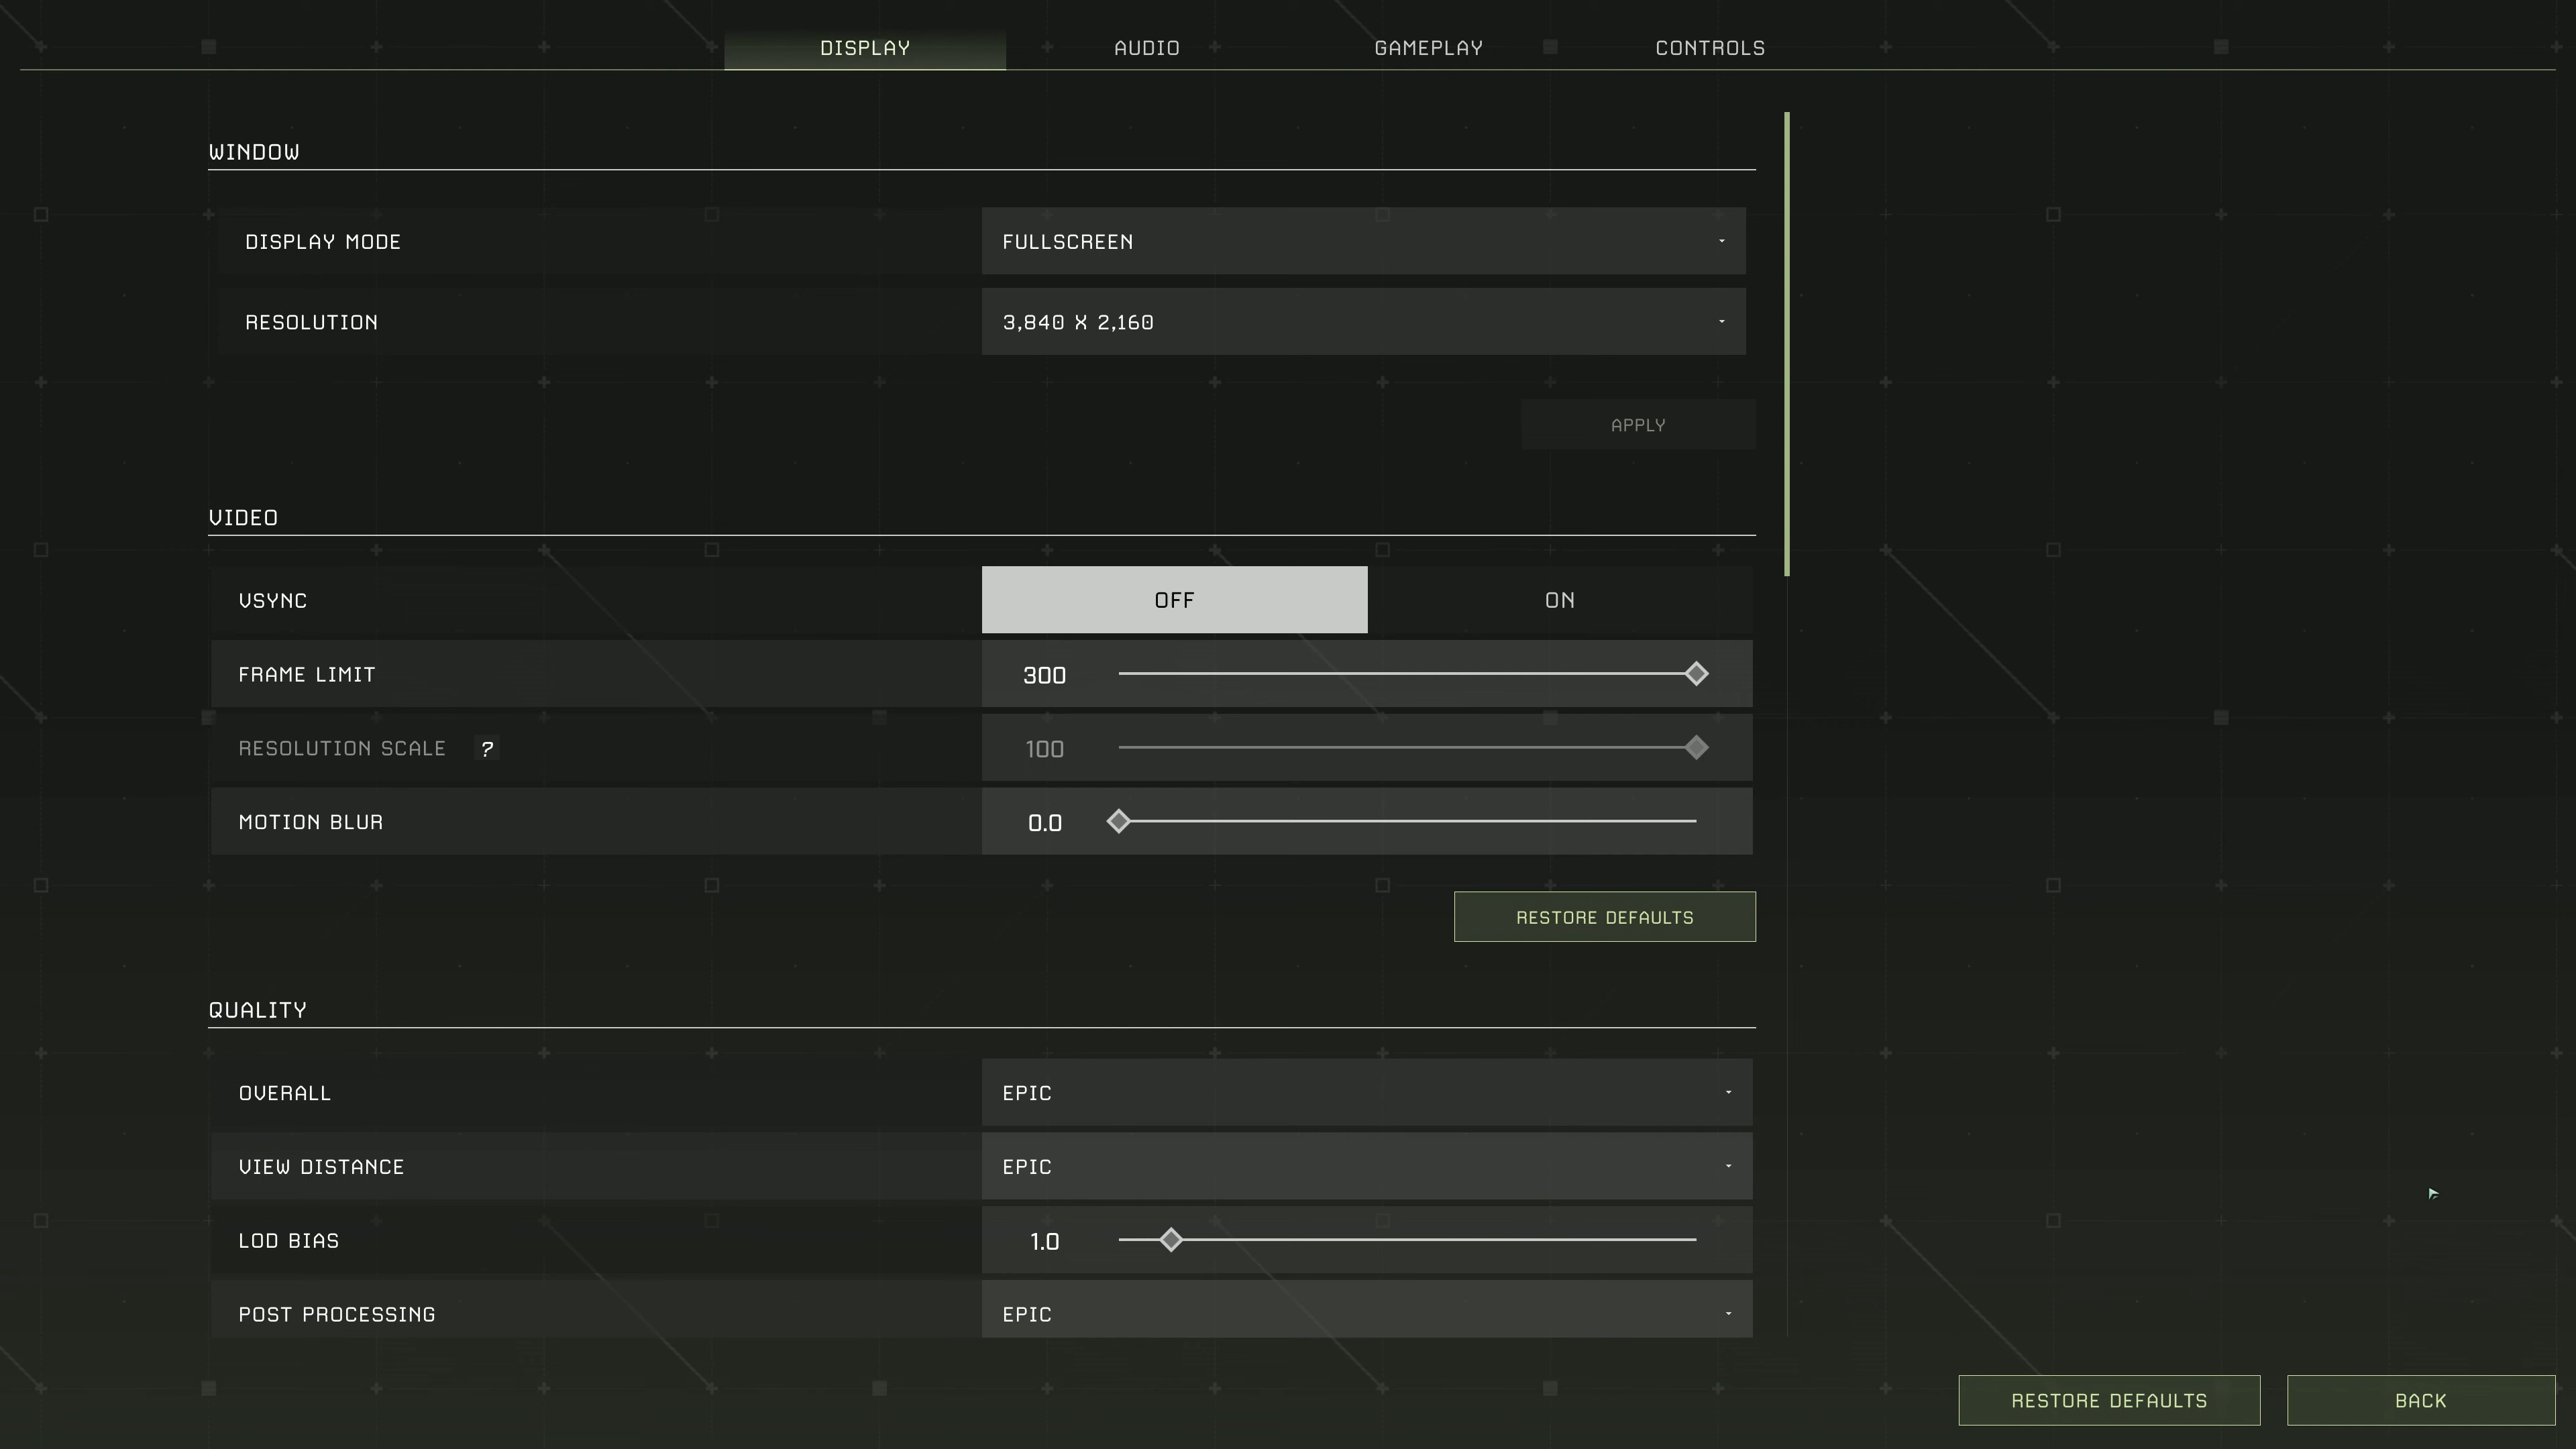 DISPLAY AUDIO GAMEPLAY CONTROLS
WINDOW
DISPLAY MODE FULLSCREEN
RESOLUTION 3,840 X 2,160
APPLY
VIDEO
VSYNC OFF ON
FRAME LIMIT 300
RESOLUTION SCALE ? 100
MOTION BLUR 0.0
RESTORE DEFAULTS
QUALITY
OVERALL EPIC
VIEW DISTANCE EPIC
LOD BIAS 1.0
POST PROCESSING EPIC
RESTORE DEFAULTS BACK